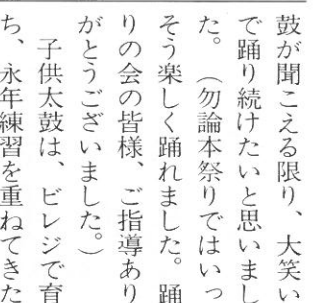 鼓が聞こえる限り、大笑い
で踊り続けたいと思いまし
た。（勿論本祭りではいっ
そう楽しく踊れました。踊
りの会の皆様、ご指導あり
がとうございました。）
子供太鼓は、ビレジで育
ち、永年練習を重ねてきた